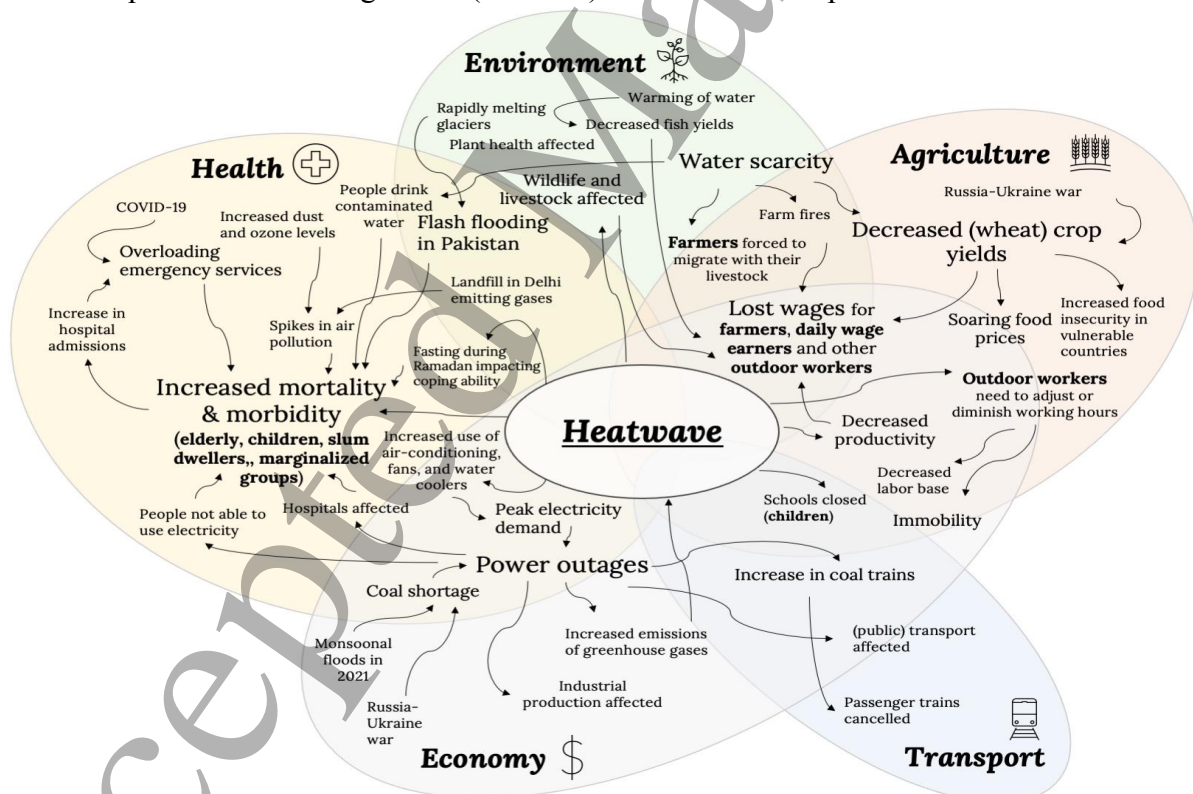 Environment
Rapidly melting
glaciers
Warming of water
Decreased fish yields
Plant health affected
Water scarcity
Wildlife and
livestock affected
Health
COVID-19
Increased dust
and ozone levels
People drink
contaminated
water
Flash flooding
in Pakistan
Overloading
emergency services
Landfill in Delhi
emitting gases
Increase in
hospital
admissions
Spikes in air
pollution
Fasting during
Ramadan impacting
coping ability
Increased mortality
& morbidity
(elderly, children, slum
dwellers,, marginalized
groups)
Increased use of
air-conditioning,
fans, and water
coolers
People not able to
use electricity
Hospitals affected
Agriculture
Russia-Ukraine war
Farm fires
Farmers forced to
migrate with their
livestock
Decreased (wheat) crop
yields
Lost wages for
farmers, daily wage
earners and other
outdoor workers
Soaring food
prices
Increased food
insecurity in
vulnerable
countries
Outdoor workers
need to adjust or
diminish working hours
Decreased
productivity
Decreased
labor base
Immobility
Heatwave
Schools closed
(children)
Peak electricity
demand
Power outages
Coal shortage
Increase in coal trains
Monsoonal
floods in
2021
Increased emissions
of greenhouse gases
(public) transport
affected
Industrial
production affected
Russia-
Ukraine
war
Passenger trains
cancelled
Economy
Transport